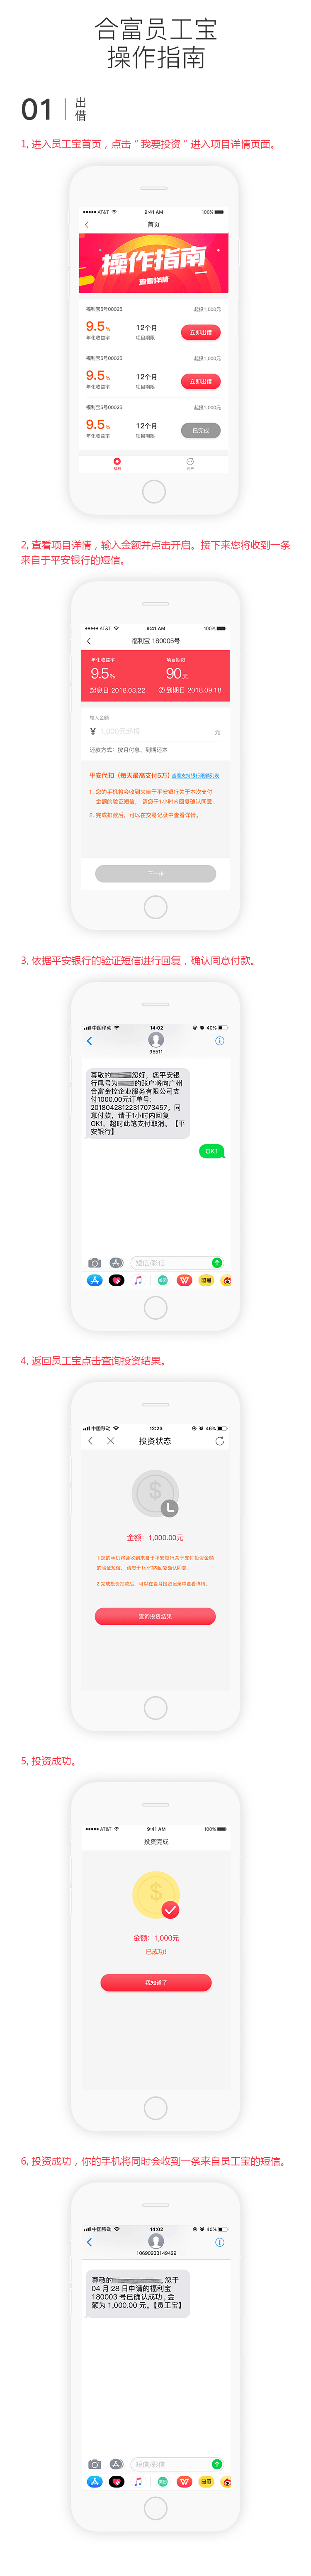 合富员工宝
操作指南
01 出借
1, 进入员工宝首页，点击“我要投资”进入项目详情页面。
AT&T 9:41 AM 100%
首页
操作指南
查看详情
福利宝5号00025 起投1,000元
9.5% 12个月 立即出借
年化收益率 项目期限
福利宝5号00025 起投1,000元
9.5% 12个月 立即出借
年化收益率 项目期限
福利宝5号00025 起投1,000元
9.5% 12个月 已完成
年化收益率 项目期限
福利 账户
2, 查看项目详情，输入金额并点击开启。接下来您将收到一条
来自于平安银行的短信。
AT&T 9:41 AM 100%
福利宝 180005号
年化收益率 项目期限
9.5% 90天
起息日 2018.03.22 ?到期日 2018.09.18
输入金额
¥ 1,000元起投 元
还款方式：按月付息、到期还本
平安代扣（每天最高支付5万）查看支付银行限额列表
1. 您的手机将会收到来自于平安银行关于本次支付
金额的验证短信，请您于1小时内回复确认同意。
2. 完成扣款后，可以在交易记录中查看详情。
下一步
3, 依据平安银行的验证短信进行回复，确认同意付款。
中国移动 14:02 40%
95511
尊敬的 您好，您平安银
行尾号为 的账户将向广州
合富金控企业服务有限公司支
付1000.00元订单号:
20180428122317073457。同
意付款，请于1小时内回复
OK1，超时此笔支付取消。【平
安银行】
OK1
短信/彩信
4, 返回员工宝点击查询投资结果。
中国移动 12:23 46%
投资状态
$
金额：1,000.00元
1.您的手机将会收到来自于平安银行关于支付投资金额
的验证短信，请您于1小时内回复确认同意。
2.完成投资扣款后，可以在当月投资记录中查看详情。
查询投资结果
5, 投资成功。
AT&T 9:41 AM 100%
投资完成
$
金额：1,000元
已成功！
我知道了
6, 投资成功，你的手机将同时会收到一条来自员工宝的短信。
中国移动 14:02 40%
10690233149429
尊敬的 ,您于
04 月 28 日申请的福利宝
180003 号已确认成功 , 金
额为 1,000.00 元。【员工宝】
短信/彩信